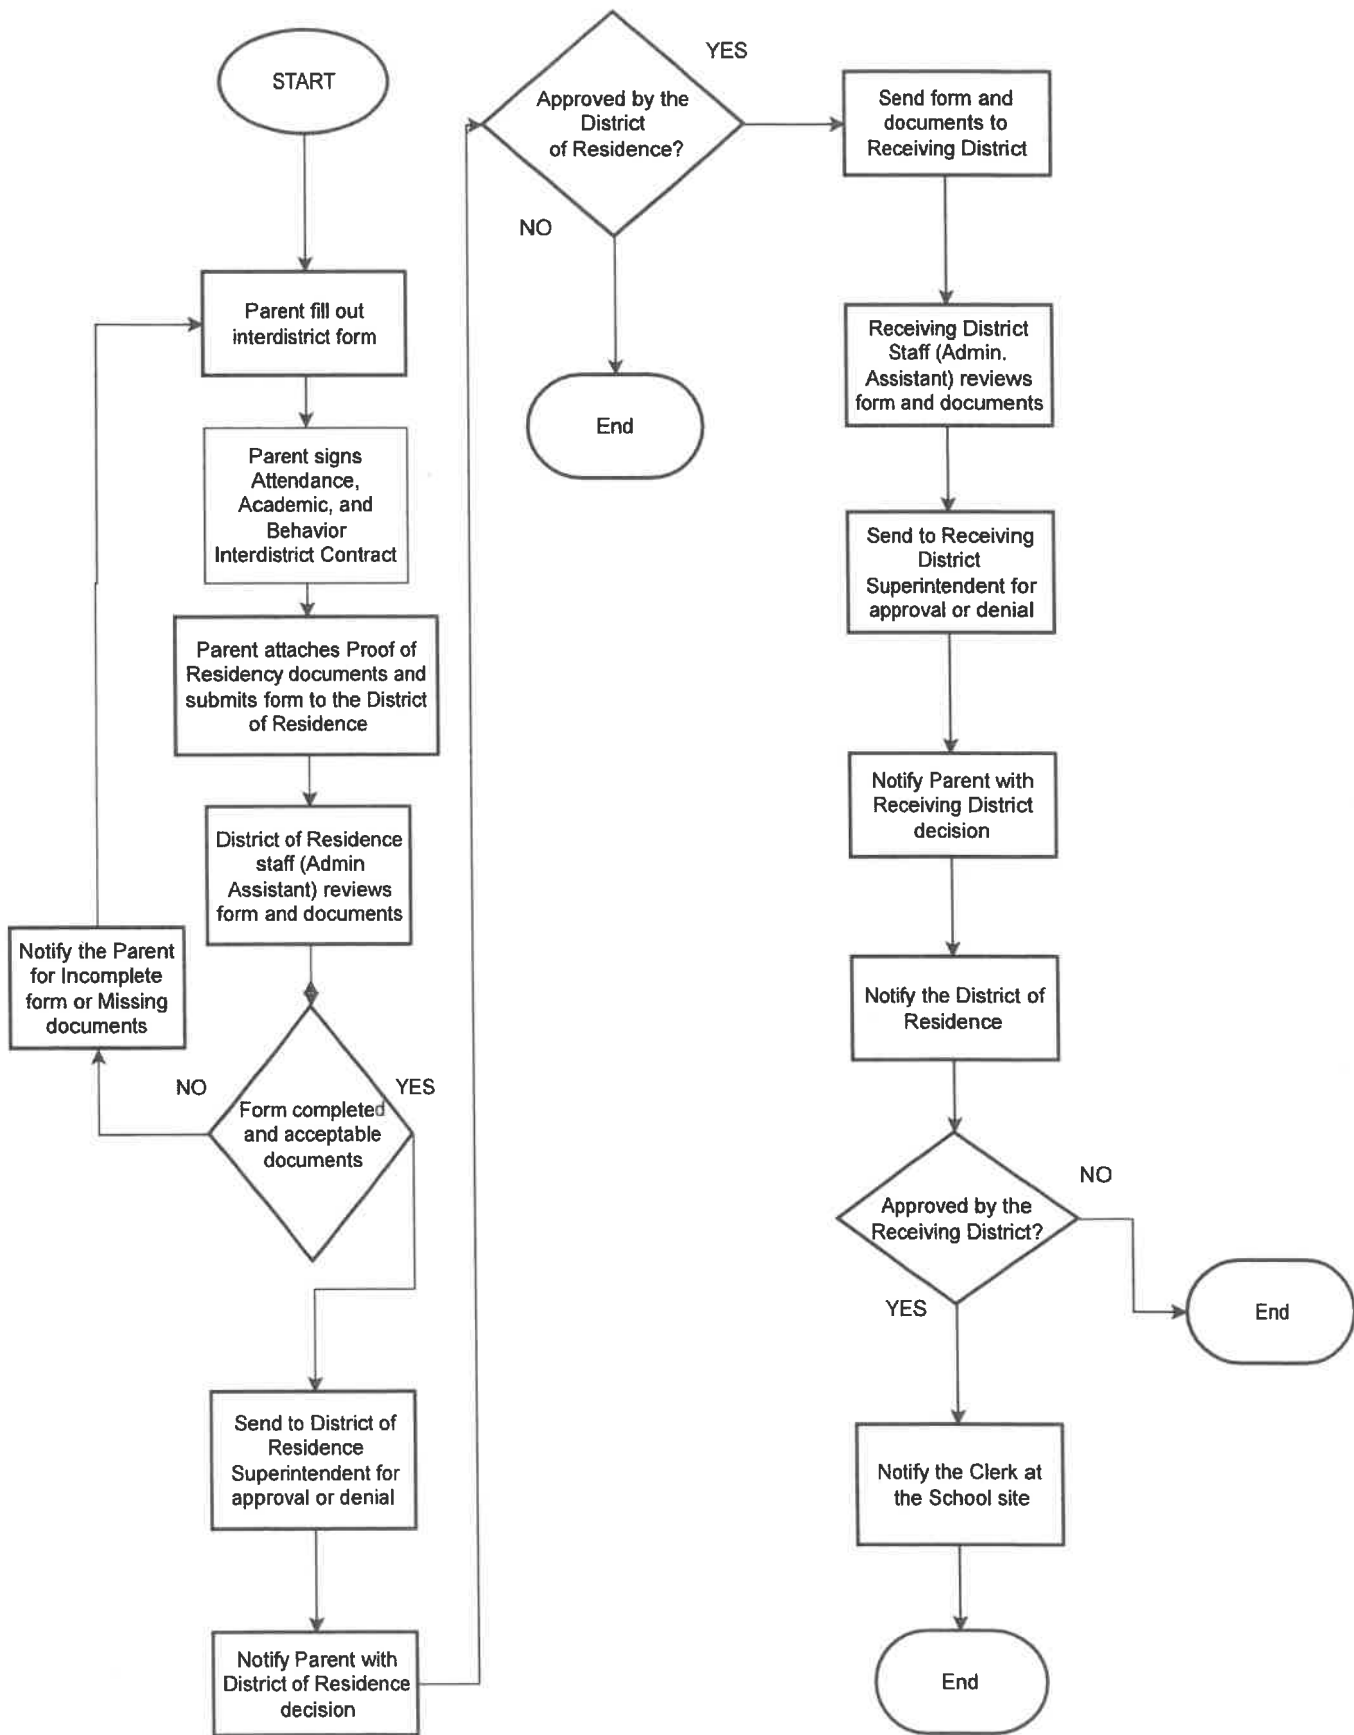 START
Parent fill out
interdistrict form
Parent signs
Attendance,
Academic, and
Behavior
Interdistrict Contract
Parent attaches Proof of
Residency documents and
submits form to the District
of Residence
District of Residence
staff (Admin
Assistant) reviews
form and documents
Notify the Parent
for Incomplete
form or Missing
documents
NO
YES
Form completed
and acceptable
documents
Send to District of
Residence
Superintendent for
approval or denial
Notify Parent with
District of Residence
decision
Approved by the
District
of Residence?
YES
NO
End
Send form and
documents to
Receiving District
Receiving District
Staff (Admin.
Assistant) reviews
form and documents
Send to Receiving
District
Superintendent for
approval or denial
Notify Parent with
Receiving District
decision
Notify the District of
Residence
Approved by the
Receiving District?
NO
YES
End
Notify the Clerk at
the School site
End